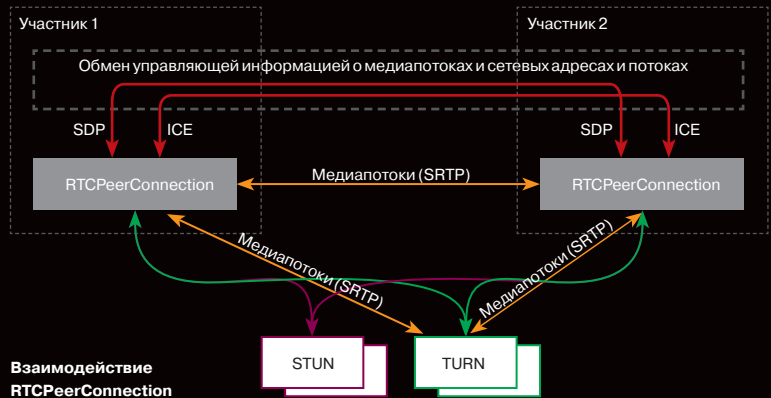 Участник 1
Участник 2
Обмен управляющей информацией о медиапотоках и сетевых адресах и потоках
SDP
ICE
SDP
ICE
RTCPeerConnection
Медиапотоки (SRTP)
RTCPeerConnection
Медиапотоки (SRTP)
Медиапотоки (SRTP)
STUN
TURN
Взаимодействие
RTCPeerConnection